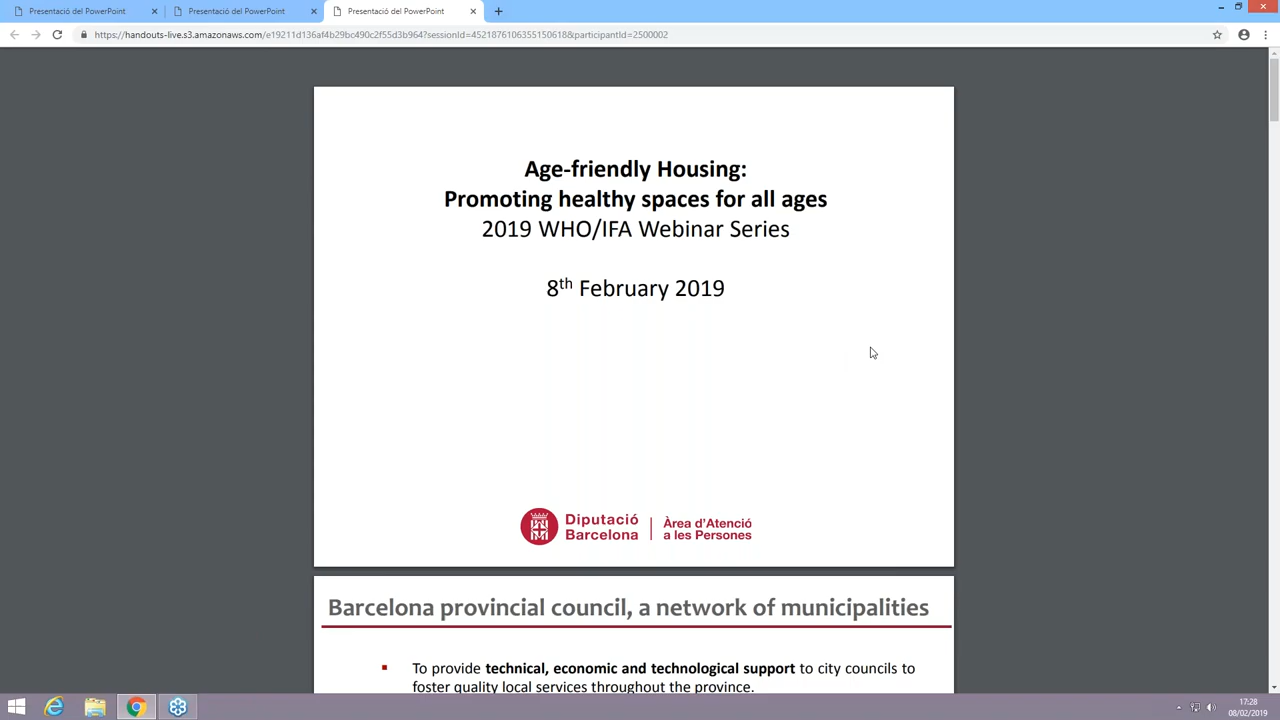 Presentació del PowerPoint
Presentació del PowerPoint
Presentació del PowerPoint
https://handouts-live.s3.amazonaws.com/e19211d136af4b29bc490c2f55d3b964?sessionId=4521876106355150618&participantId=2500002
Age-friendly Housing:
Promoting healthy spaces for all ages
2019 WHO/IFA Webinar Series
8th February 2019
Diputació Barcelona
Àrea d'Atenció a les Persones
Barcelona provincial council, a network of municipalities
To provide technical, economic and technological support to city councils to
foster quality local services throughout the province.
17:28
08/02/2019